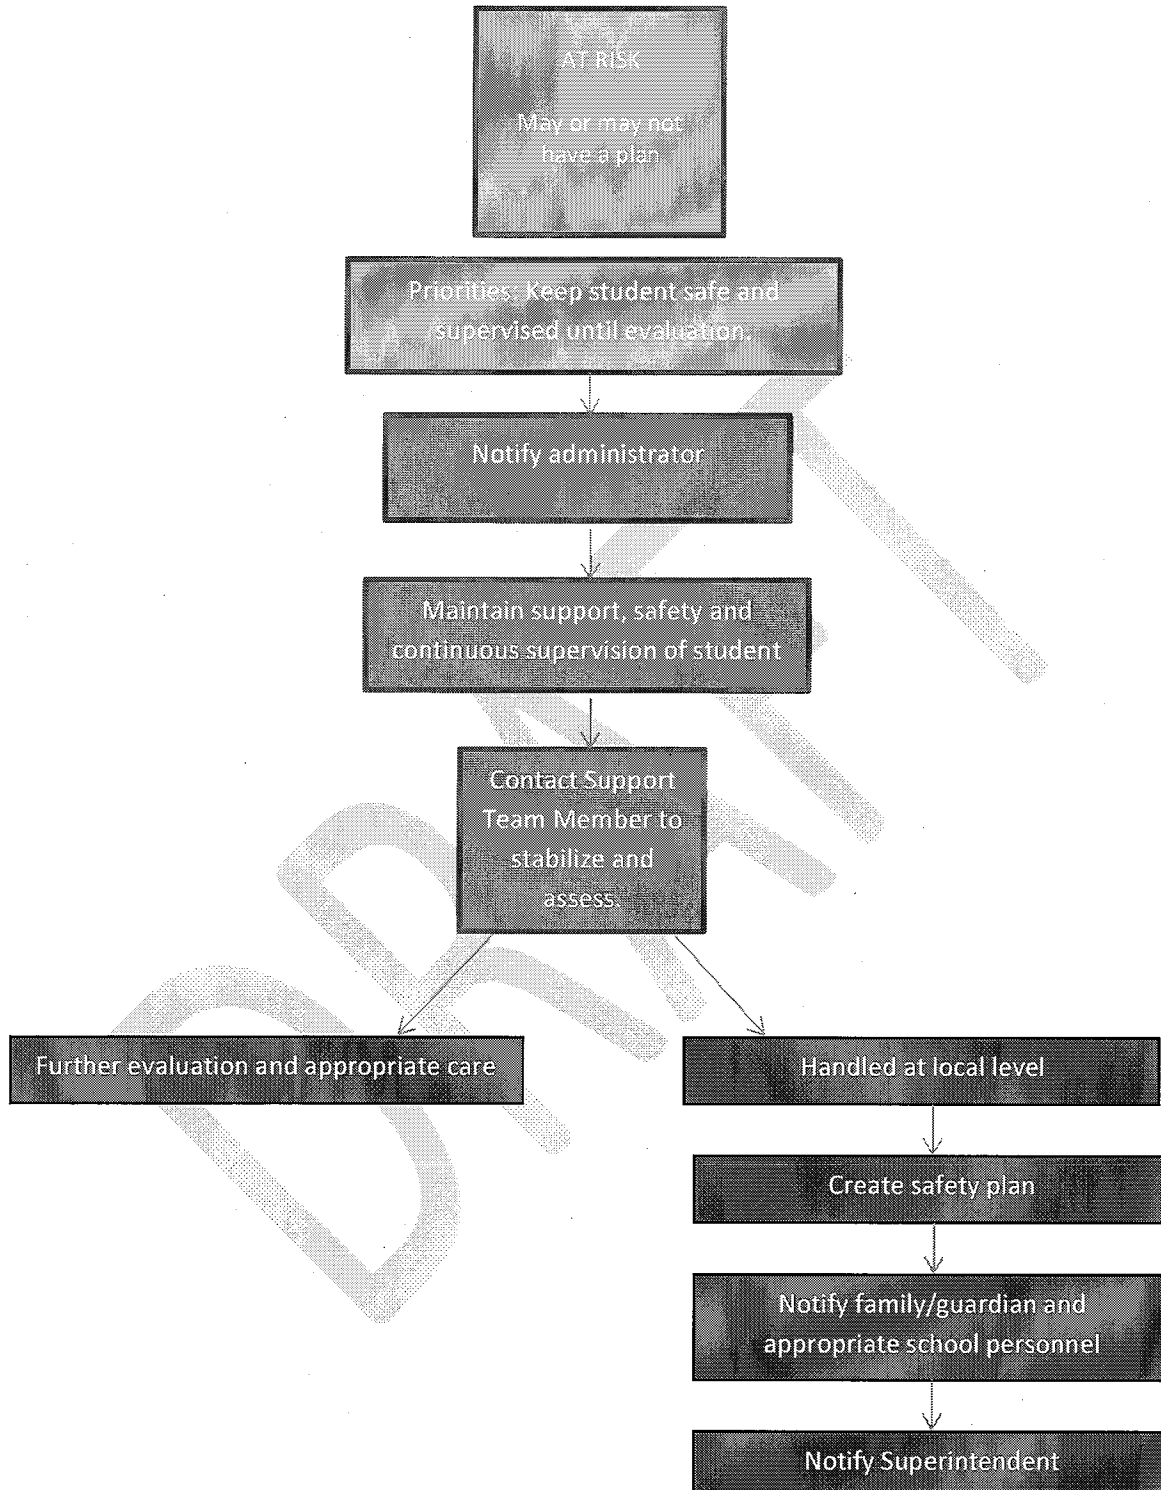 AT RISK
May or may not
have a plan
Priorities: Keep student safe and
supervised until evaluation.
Notify administrator
Maintain support, safety and
continuous supervision of student
Contact Support
Team Member to
stabilize and
assess.
Further evaluation and appropriate care
Handled at local level
Create safety plan
Notify family/guardian and
appropriate school personnel
Notify Superintendent
DRAFT